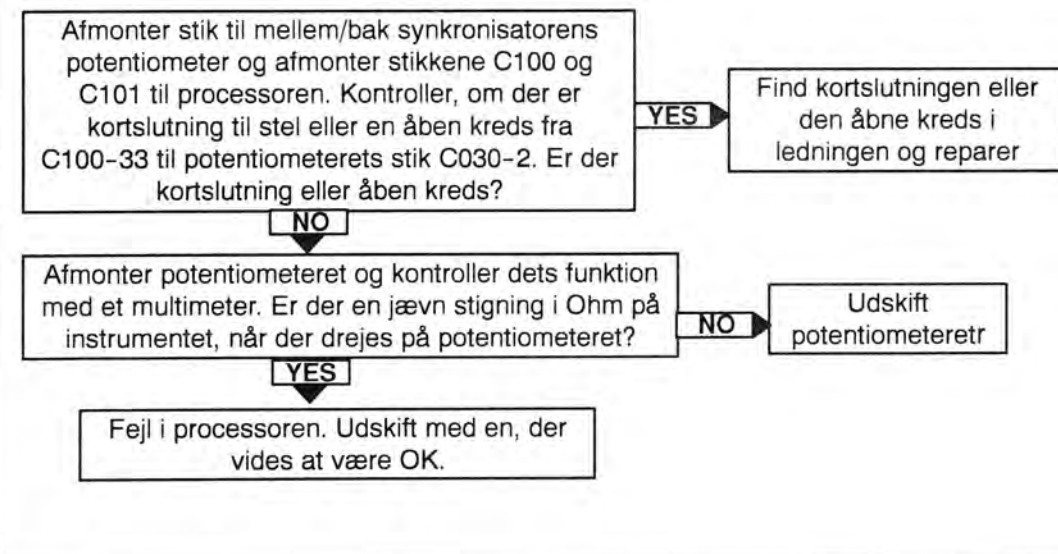 Afmonter stik til mellem/bak synkronisatorens
potentiometer og afmonter stikkene C100 og
C101 til processoren. Kontroller, om der er
kortslutning til stel eller en åben kreds fra
C100-33 til potentiometerets stik C030-2. Er der
kortslutning eller åben kreds?
YES
Find kortslutningen eller
den åbne kreds i
ledningen og reparer
NO
Afmonter potentiometeret og kontroller dets funktion
med et multimeter. Er der en jævn stigning i Ohm på
instrumentet, når der drejes på potentiometeret?
NO
Udskift
potentiometeretr
YES
Fejl i processoren. Udskift med en, der
vides at være OK.